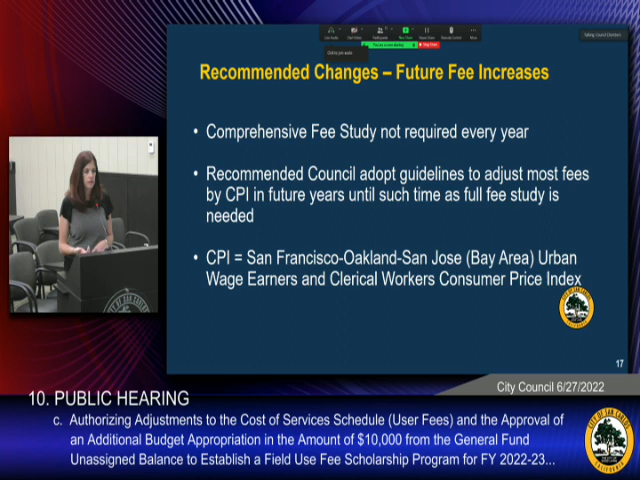 Recommended Changes – Future Fee Increases
• Comprehensive Fee Study not required every year
• Recommended Council adopt guidelines to adjust most fees
by CPI in future years until such time as full fee study is
needed
• CPI = San Francisco-Oakland-San Jose (Bay Area) Urban
Wage Earners and Clerical Workers Consumer Price Index
17
City Council 6/27/2022
10. PUBLIC HEARING
c. Authorizing Adjustments to the Cost of Services Schedule (User Fees) and the Approval of
an Additional Budget Appropriation in the Amount of $10,000 from the General Fund
Unassigned Balance to Establish a Field Use Fee Scholarship Program for FY 2022-23...
CITY OF SAN CARLOS
CALIFORNIA